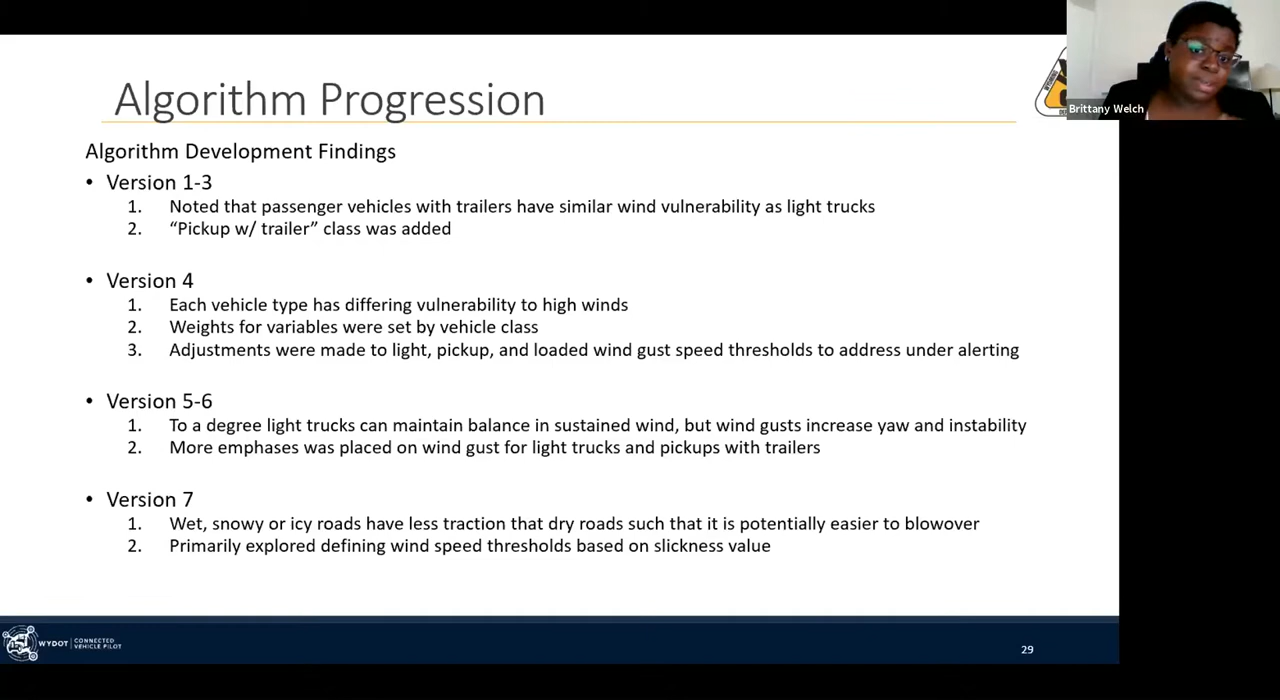 Brittany Welch
Algorithm Progression
Algorithm Development Findings
• Version 1-3
1. Noted that passenger vehicles with trailers have similar wind vulnerability as light trucks
2. “Pickup w/ trailer” class was added
• Version 4
1. Each vehicle type has differing vulnerability to high winds
2. Weights for variables were set by vehicle class
3. Adjustments were made to light, pickup, and loaded wind gust speed thresholds to address under alerting
• Version 5-6
1. To a degree light trucks can maintain balance in sustained wind, but wind gusts increase yaw and instability
2. More emphases was placed on wind gust for light trucks and pickups with trailers
• Version 7
1. Wet, snowy or icy roads have less traction that dry roads such that it is potentially easier to blowover
2. Primarily explored defining wind speed thresholds based on slickness value
WYDOT | CONNECTED
VEHICLE PILOT
29